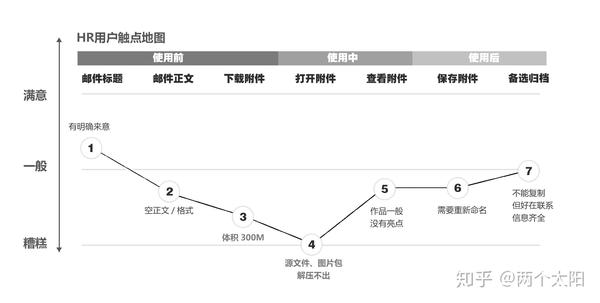 HR用户触点地图
使用前
使用中
使用后
邮件标题
邮件正文
下载附件
打开附件
查看附件
保存附件
备选归档
满意
有明确来意
1
一般
2
空正文 / 格式
3
体积 300M
糟糕
4
源文件、图片包
解压不出
5
作品一般
没有亮点
6
需要重新命名
7
不能复制
但好在联系
信息齐全
知乎 @两个太阳